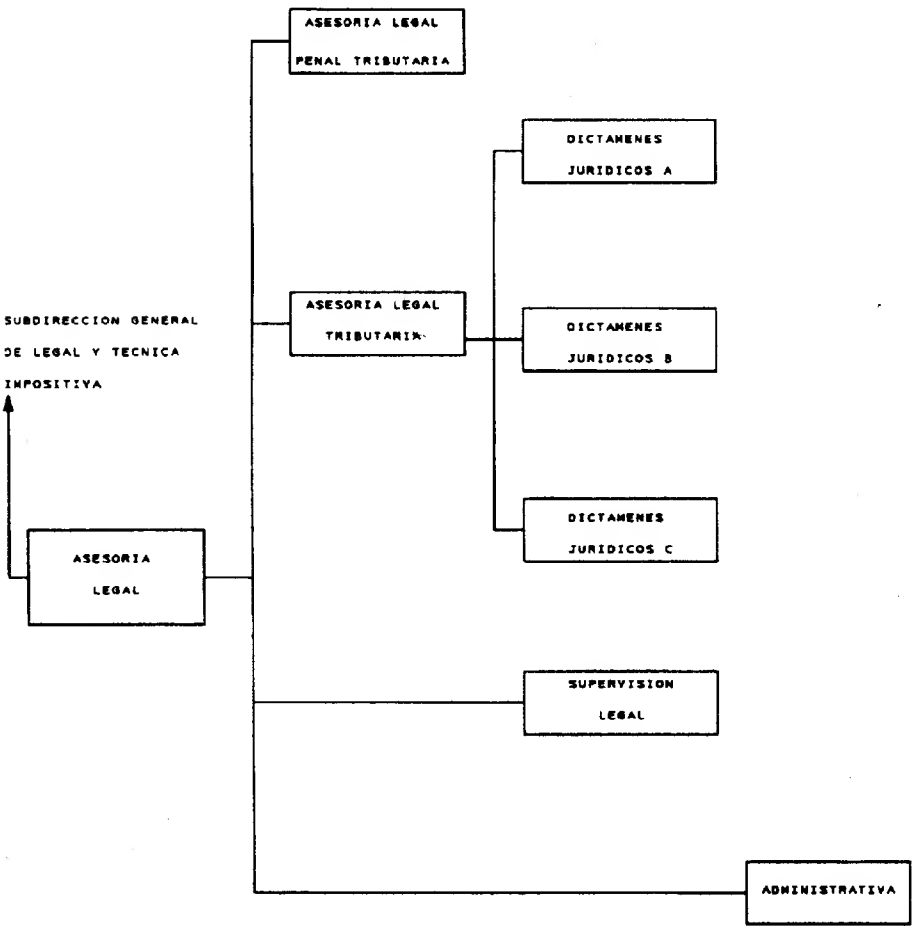 ASESORIA LEGAL
PENAL TRIBUTARIA
DICTAMENES
JURIDICOS A
ASESORIA LEGAL
TRIBUTARIA
DICTAMENES
JURIDICOS B
SUBDIRECCION GENERAL
DE LEGAL Y TECNICA
IMPOSITIVA
DICTAMENES
JURIDICOS C
ASESORIA
LEGAL
SUPERVISION
LEGAL
ADMINISTRATIVA